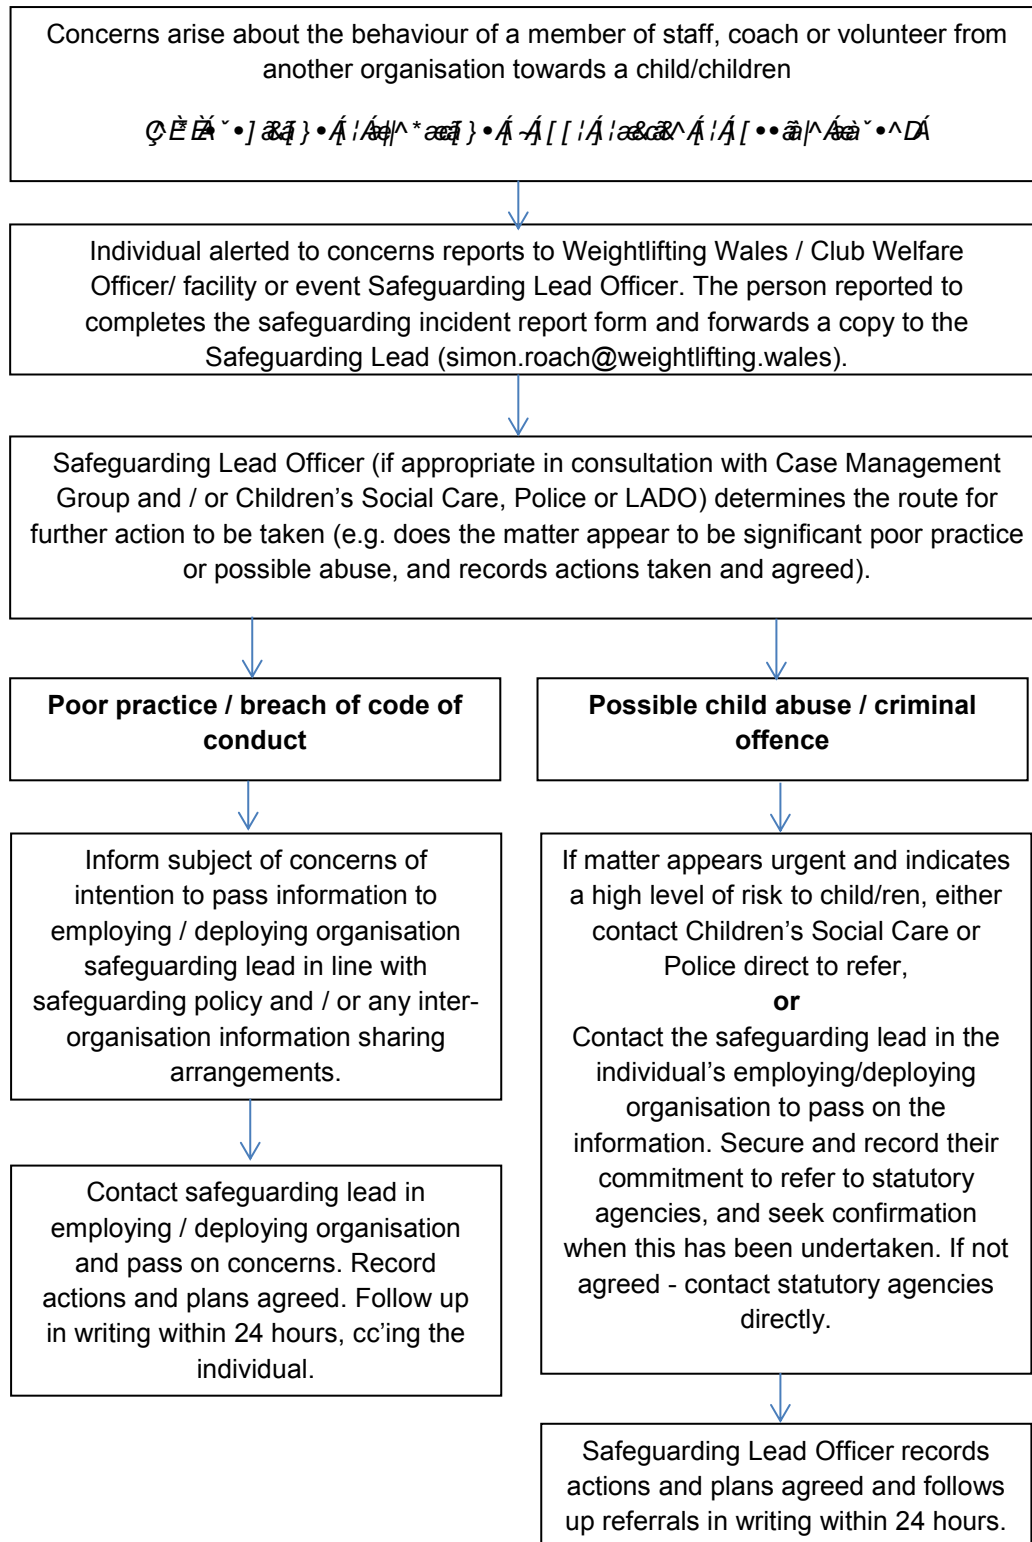 Concerns arise about the behaviour of a member of staff, coach or volunteer from
another organisation towards a child/children
Individual alerted to concerns reports to Weightlifting Wales / Club Welfare
Officer/ facility or event Safeguarding Lead Officer. The person reported to
completes the safeguarding incident report form and forwards a copy to the
Safeguarding Lead (simon.roach@weightlifting.wales).
Safeguarding Lead Officer (if appropriate in consultation with Case Management
Group and / or Children’s Social Care, Police or LADO) determines the route for
further action to be taken (e.g. does the matter appear to be significant poor practice
or possible abuse, and records actions taken and agreed).
Poor practice / breach of code of
conduct
Inform subject of concerns of
intention to pass information to
employing / deploying organisation
safeguarding lead in line with
safeguarding policy and / or any inter-
organisation information sharing
arrangements.
Contact safeguarding lead in
employing / deploying organisation
and pass on concerns. Record
actions and plans agreed. Follow up
in writing within 24 hours, cc’ing the
individual.
Possible child abuse / criminal
offence
If matter appears urgent and indicates
a high level of risk to child/ren, either
contact Children’s Social Care or
Police direct to refer,
or
Contact the safeguarding lead in the
individual’s employing/deploying
organisation to pass on the
information. Secure and record their
commitment to refer to statutory
agencies, and seek confirmation
when this has been undertaken. If not
agreed - contact statutory agencies
directly.
Safeguarding Lead Officer records
actions and plans agreed and follows
up referrals in writing within 24 hours.